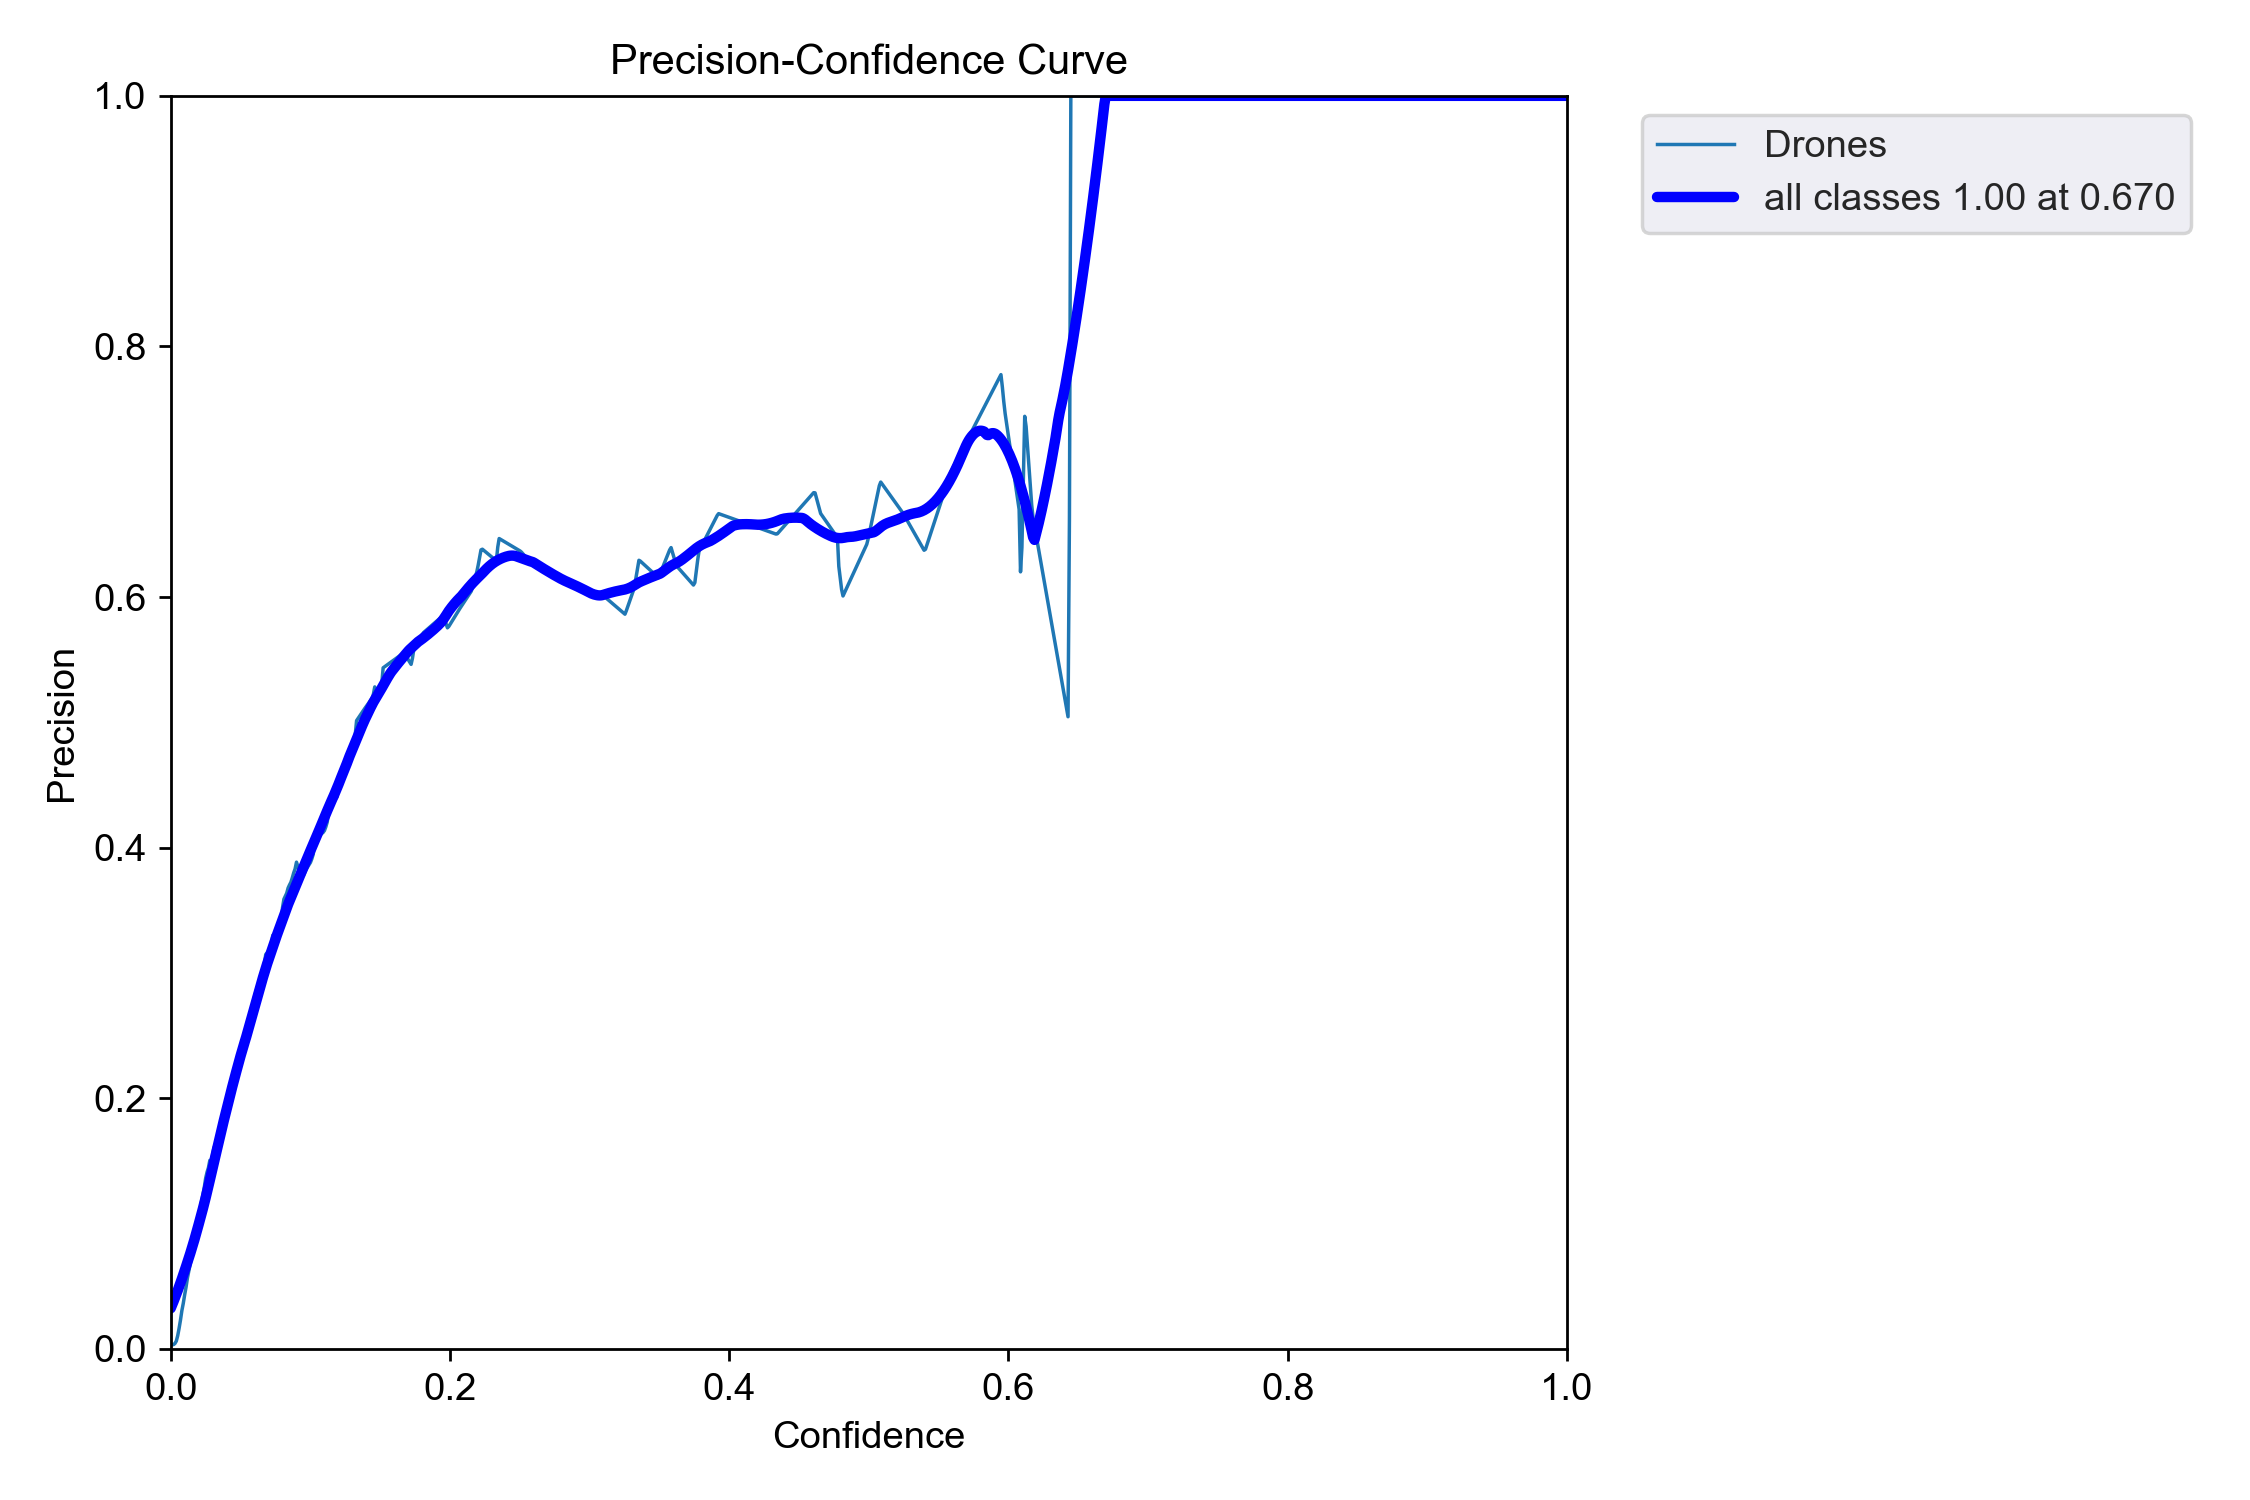 Precision-Confidence Curve
1.0
0.8
0.6
0.4
0.2
0.0
Precision
0.0 0.2 0.4 0.6 0.8 1.0
Confidence
Drones
all classes 1.00 at 0.670